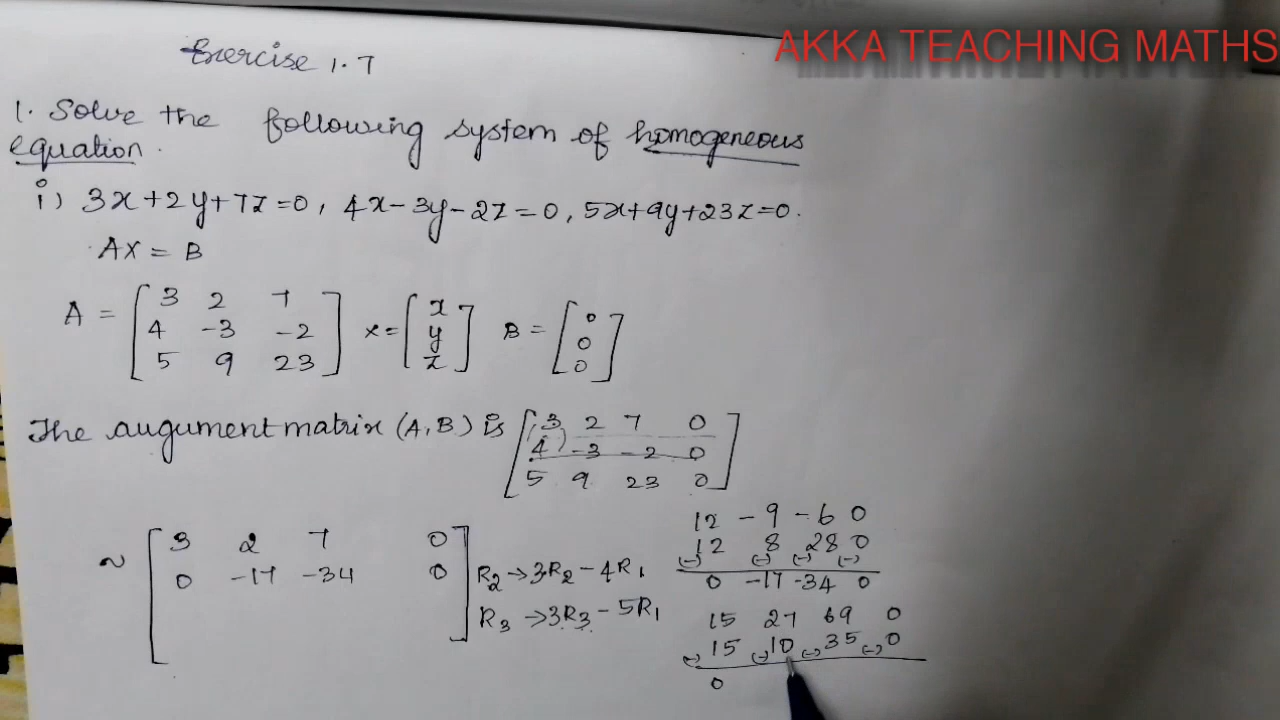 AKKA TEACHING MATHS
Exercise 1.7
1. Solve the following system of homogeneous
equation.
i) 3x+2y+7z=0, 4x-3y-2z=0, 5x+9y+23z=0.
AX = B
A = [3 2 7
4 -3 -2
5 9 23] x = [x
y
z] B = [0
0
0]
The augument matrix (A,B) is [3 2 7 0
4 -3 -2 0
5 9 23 0]
~ [3 2 7 0
0 -17 -34 0] R2→3R2-4R1
R3→3R3-5R1
12 -9 -6 0
(-)12 (-)8 (-)28 (-)0
0 -17 -34 0
15 27 69 0
(-)15 (-)10 (-)35 (-)0
0